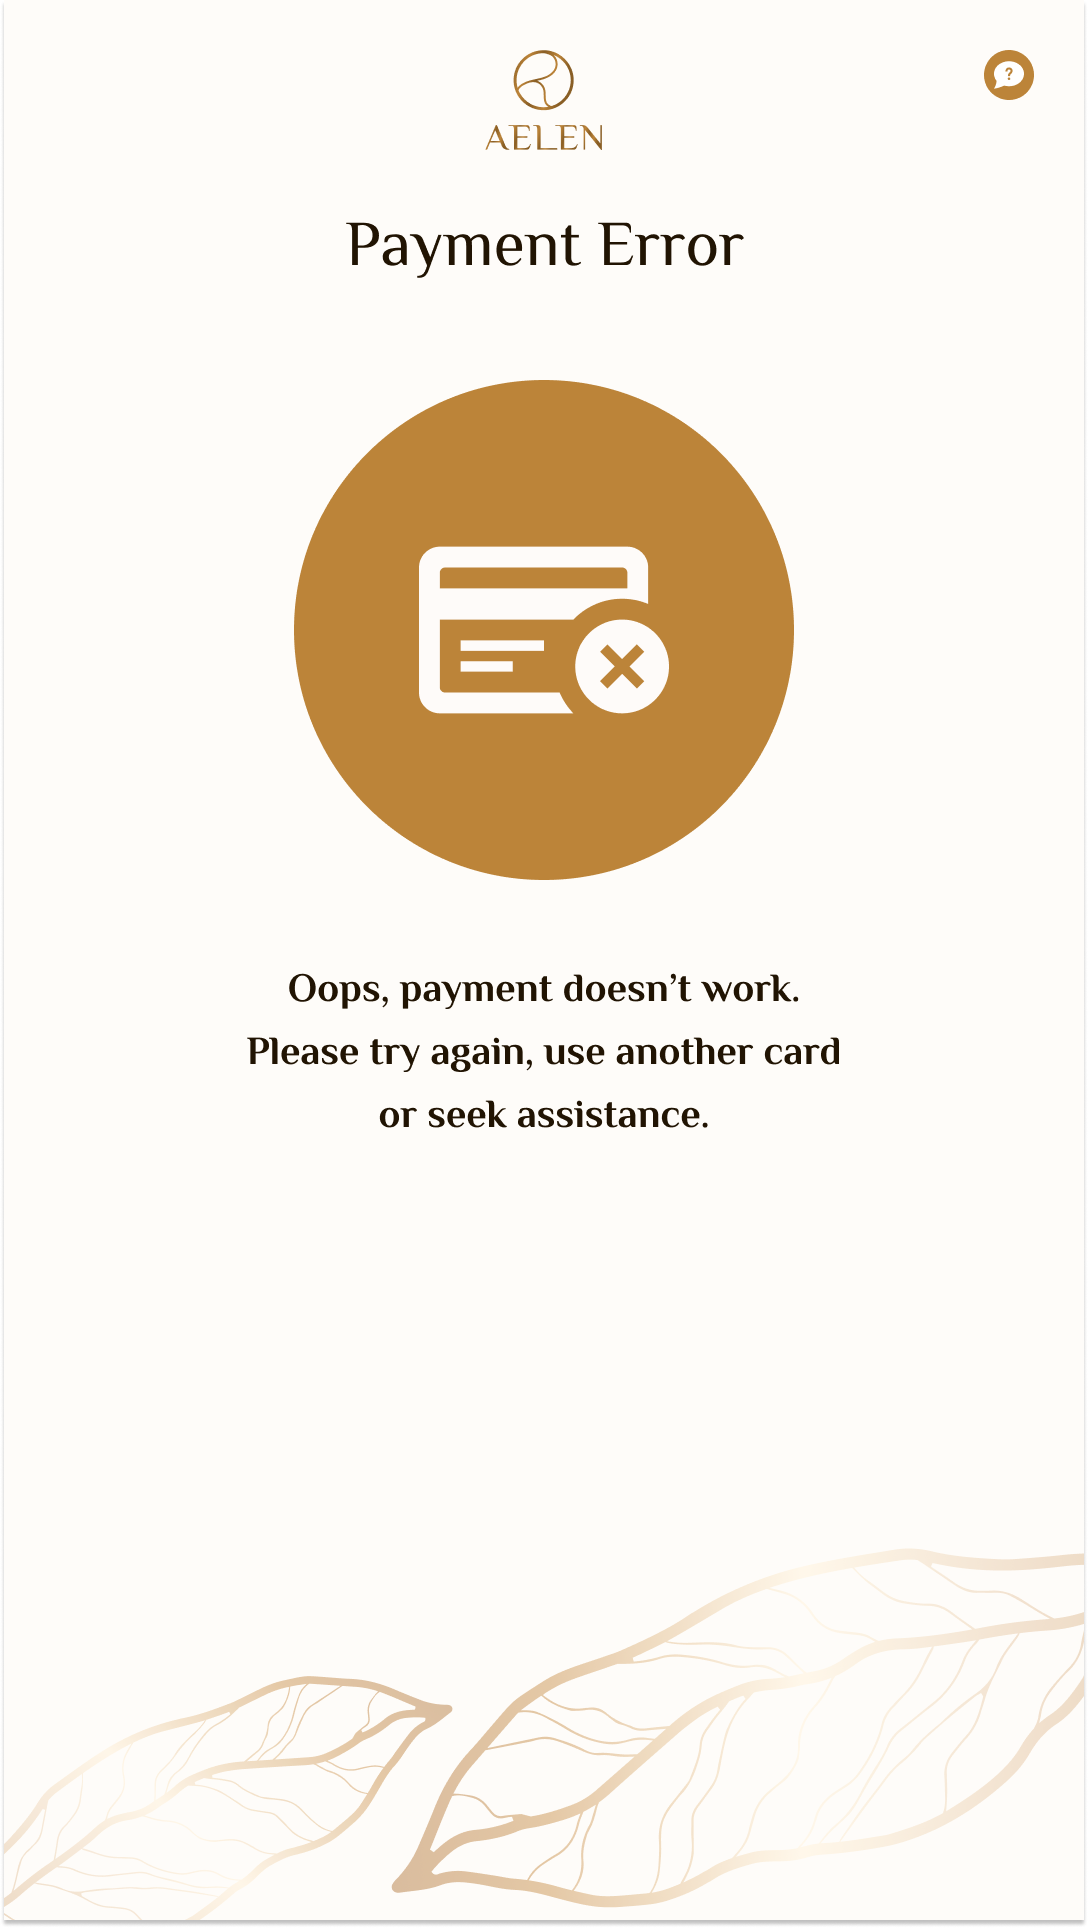 AELEN
?
Payment Error
Oops, payment doesn’t work.
Please try again, use another card
or seek assistance.